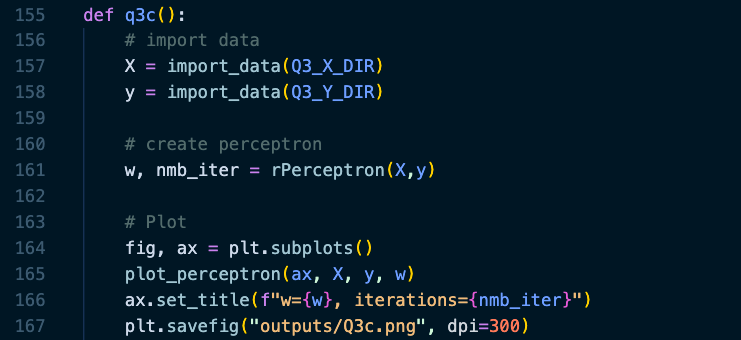 155 def q3c():
156     # import data
157     X = import_data(Q3_X_DIR)
158     y = import_data(Q3_Y_DIR)
159
160     # create perceptron
161     w, nmb_iter = rPerceptron(X,y)
162
163     # Plot
164     fig, ax = plt.subplots()
165     plot_perceptron(ax, X, y, w)
166     ax.set_title(f"w={w}, iterations={nmb_iter}")
167     plt.savefig("outputs/Q3c.png", dpi=300)